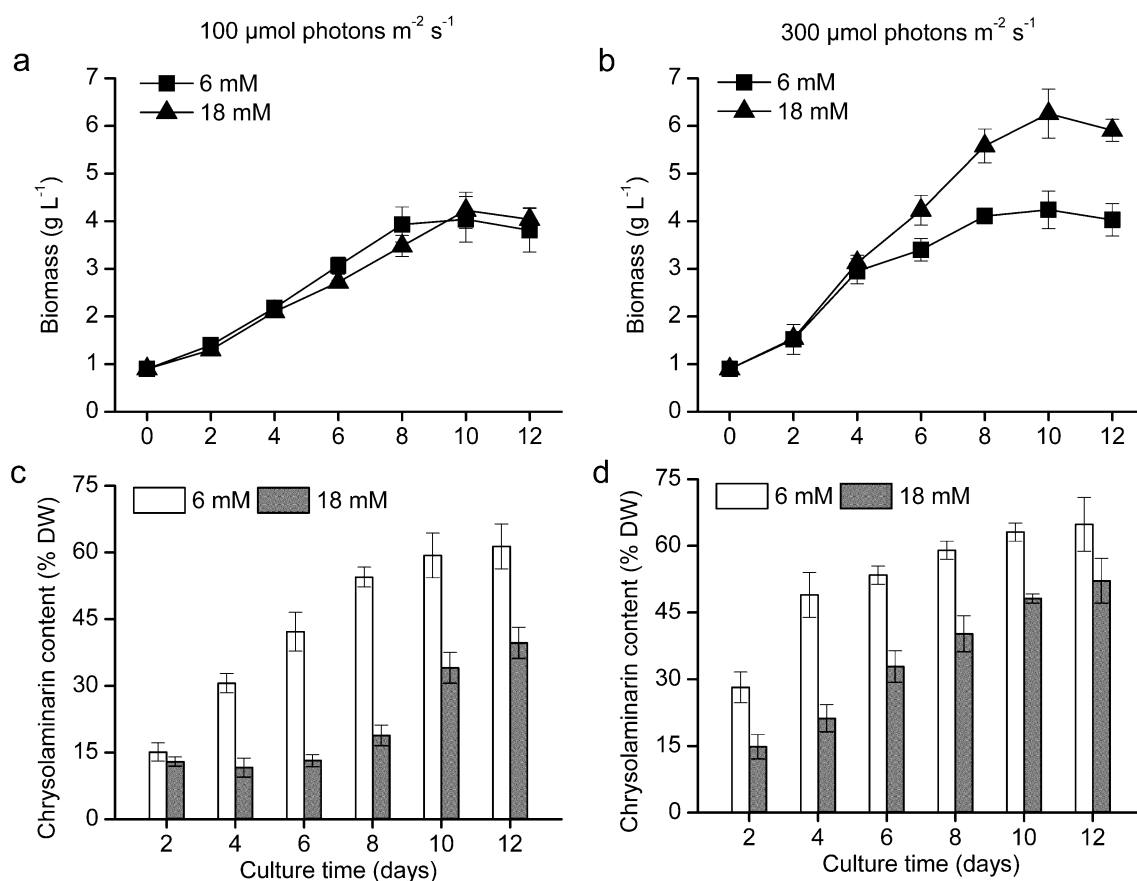 100 µmol photons m⁻² s⁻¹
300 µmol photons m⁻² s⁻¹
a
6 mM
18 mM
Biomass (g L⁻¹)
7
6
5
4
3
2
1
0
0 2 4 6 8 10 12
b
6 mM
18 mM
Biomass (g L⁻¹)
7
6
5
4
3
2
1
0
0 2 4 6 8 10 12
c
6 mM 18 mM
Chrysolaminarin content (% DW)
75
60
45
30
15
0
2 4 6 8 10 12
Culture time (days)
d
6 mM 18 mM
Chrysolaminarin content (% DW)
75
60
45
30
15
0
2 4 6 8 10 12
Culture time (days)